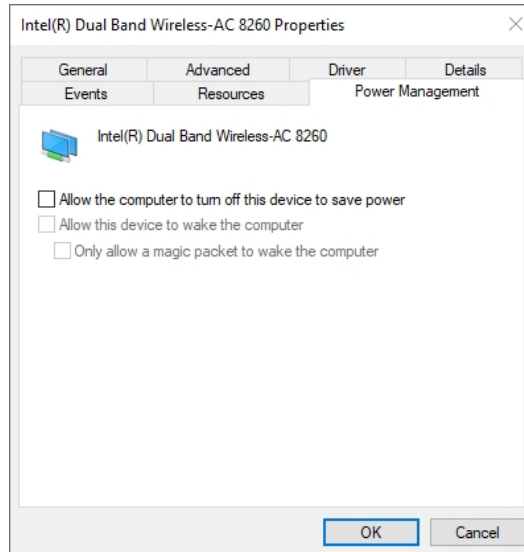 Intel(R) Dual Band Wireless-AC 8260 Properties
General Advanced Driver Details
Events Resources Power Management
Intel(R) Dual Band Wireless-AC 8260
Allow the computer to turn off this device to save power
Allow this device to wake the computer
Only allow a magic packet to wake the computer
OK Cancel